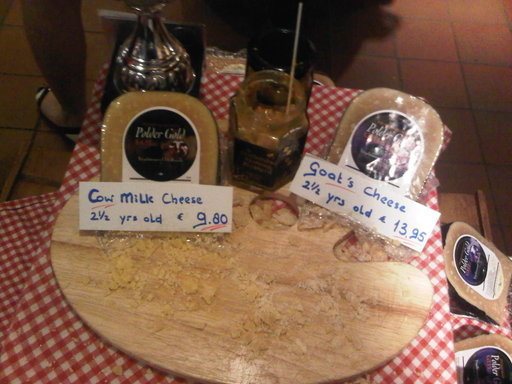 Polder Gold
Cow Milk Cheese
2½ yrs old € 9.80
Polder Gold
Goat's Cheese
2½ yrs old € 13.95
Polder Gold
Polder Gold